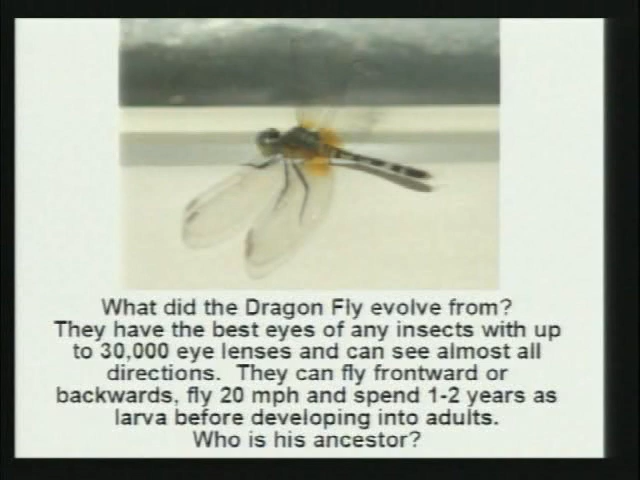 What did the Dragon Fly evolve from?
They have the best eyes of any insects with up
to 30,000 eye lenses and can see almost all
directions.  They can fly frontward or
backwards, fly 20 mph and spend 1-2 years as
larva before developing into adults.
Who is his ancestor?